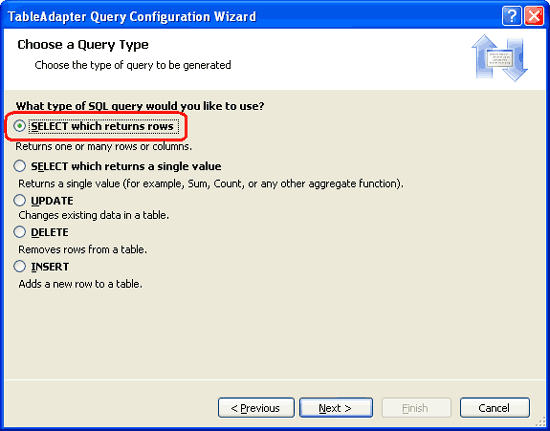 TableAdapter Query Configuration Wizard
Choose a Query Type
Choose the type of query to be generated
What type of SQL query would you like to use?
SELECT which returns rows
Returns one or many rows or columns.
SELECT which returns a single value
Returns a single value (for example, Sum, Count, or any other aggregate function).
UPDATE
Changes existing data in a table.
DELETE
Removes rows from a table.
INSERT
Adds a new row to a table.
< Previous Next > Finish Cancel